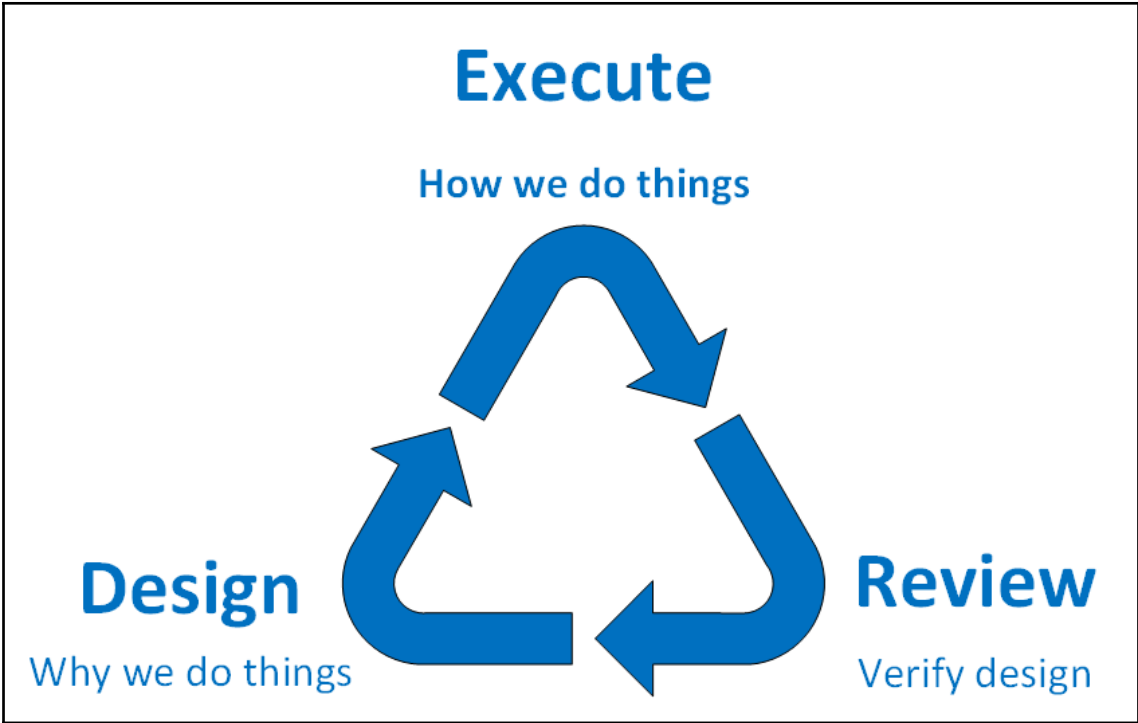 Execute
How we do things
Design
Why we do things
Review
Verify design